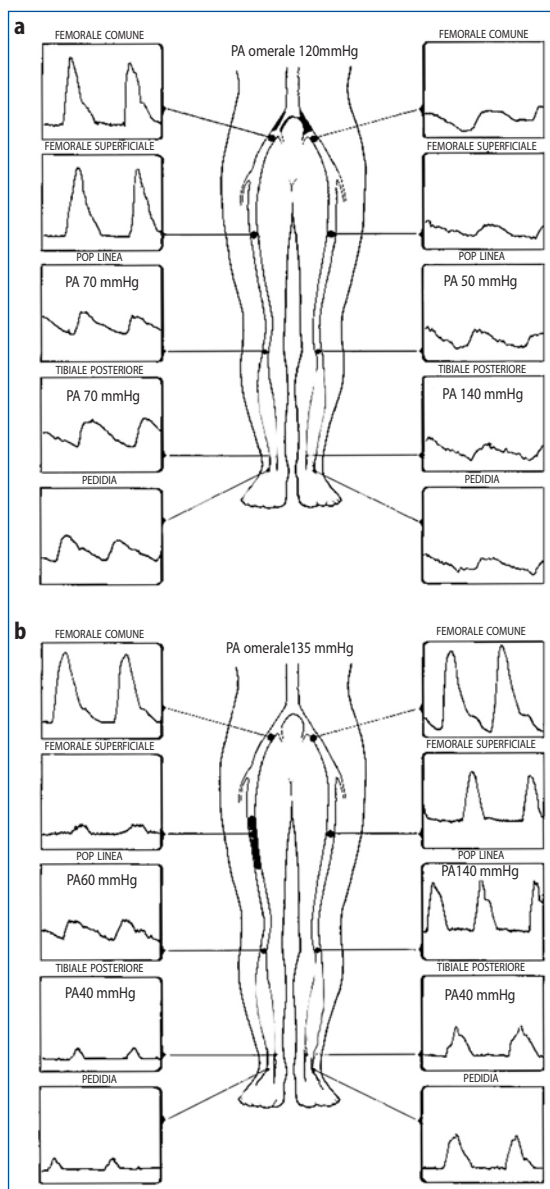 a
FEMORALE COMUNE
PA omerale 120mmHg
FEMORALE COMUNE
FEMORALE SUPERFICIALE
FEMORALE SUPERFICIALE
POP LINEA
PA 70 mmHg
POP LINEA
PA 50 mmHg
TIBIALE POSTERIORE
PA 70 mmHg
TIBIALE POSTERIORE
PA 140 mmHg
PEDIDIA
PEDIDIA
b
FEMORALE COMUNE
PA omerale135 mmHg
FEMORALE COMUNE
FEMORALE SUPERFICIALE
FEMORALE SUPERFICIALE
POP LINEA
PA60 mmHg
POP LINEA
PA140 mmHg
TIBIALE POSTERIORE
PA40 mmHg
TIBIALE POSTERIORE
PA40 mmHg
PEDIDIA
PEDIDIA